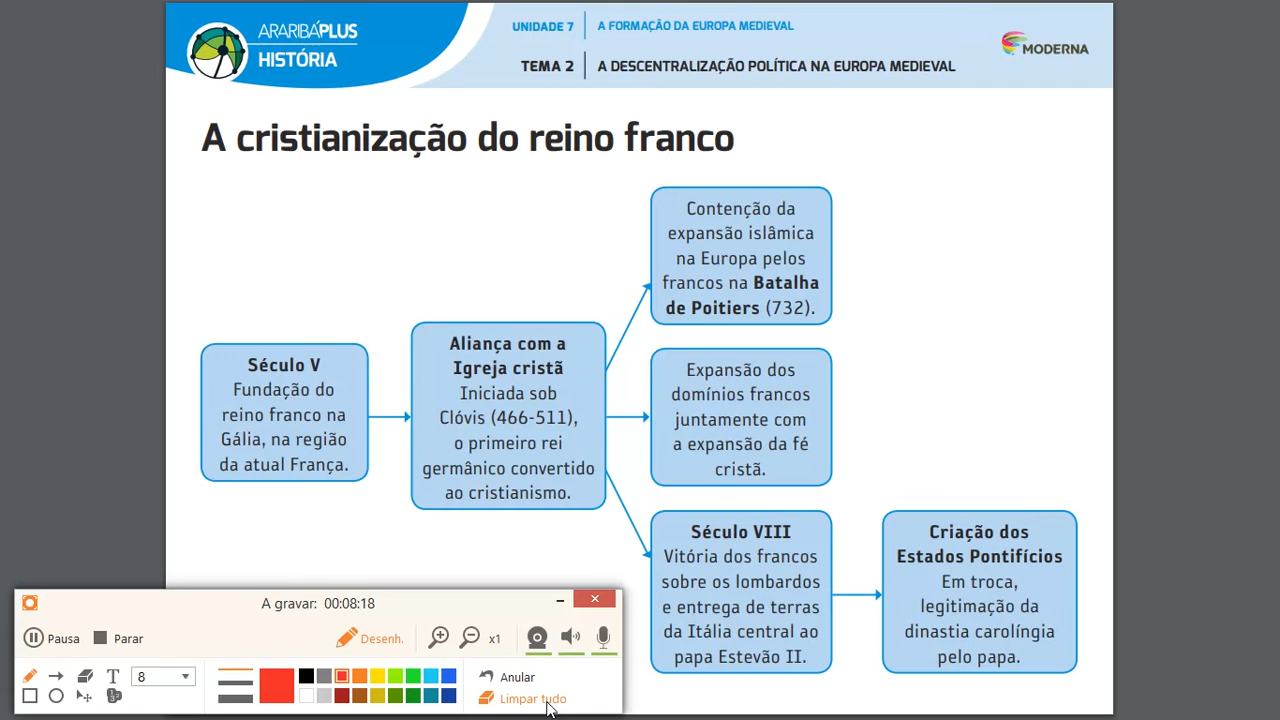 ARARIBÁPLUS
HISTÓRIA
UNIDADE 7
A FORMAÇÃO DA EUROPA MEDIEVAL
TEMA 2
A DESCENTRALIZAÇÃO POLÍTICA NA EUROPA MEDIEVAL
MODERNA
A cristianização do reino franco
Século V
Fundação do
reino franco na
Gália, na região
da atual França.
Aliança com a
Igreja cristã
Iniciada sob
Clóvis (466-511),
o primeiro rei
germânico convertido
ao cristianismo.
Contenção da
expansão islâmica
na Europa pelos
francos na Batalha
de Poitiers (732).
Expansão dos
domínios francos
juntamente com
a expansão da fé
cristã.
Século VIII
Vitória dos francos
sobre os lombardos
e entrega de terras
da Itália central ao
papa Estevão II.
Criação dos
Estados Pontifícios
Em troca,
legitimação da
dinastia carolíngia
pelo papa.
A gravar: 00:08:18
Pausa
Parar
Desenh.
x1
T
8
Anular
Limpar tudo